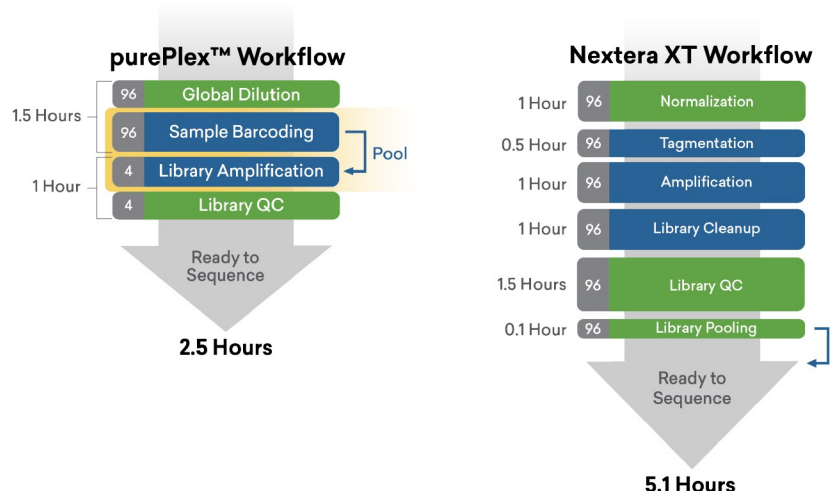 purePlex™ Workflow
1.5 Hours
96 Global Dilution
96 Sample Barcoding
Pool
1 Hour
4 Library Amplification
4 Library QC
Ready to
Sequence
2.5 Hours
Nextera XT Workflow
1 Hour 96 Normalization
0.5 Hour 96 Tagmentation
1 Hour 96 Amplification
1 Hour 96 Library Cleanup
1.5 Hours 96 Library QC
0.1 Hour 96 Library Pooling
Ready to
Sequence
5.1 Hours